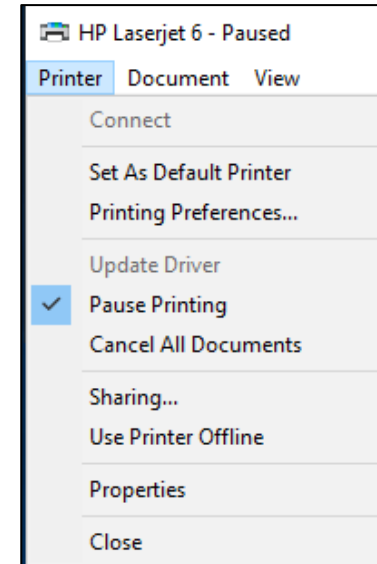 HP Laserjet 6 - Paused
Printer Document View
Connect
Set As Default Printer
Printing Preferences...
Update Driver
Pause Printing
Cancel All Documents
Sharing...
Use Printer Offline
Properties
Close